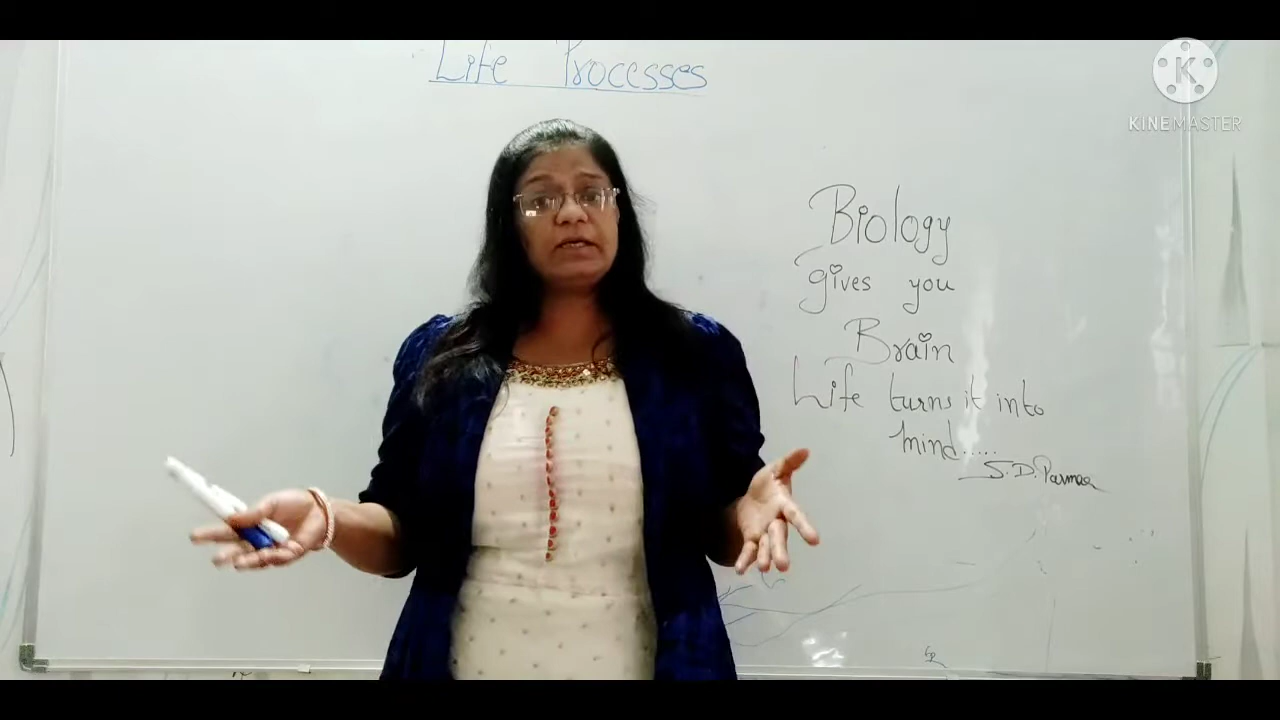 Life Processes
KINEMASTER
Biology
gives you
Brain
Life turns it into
mind.....
S.D. Parmar